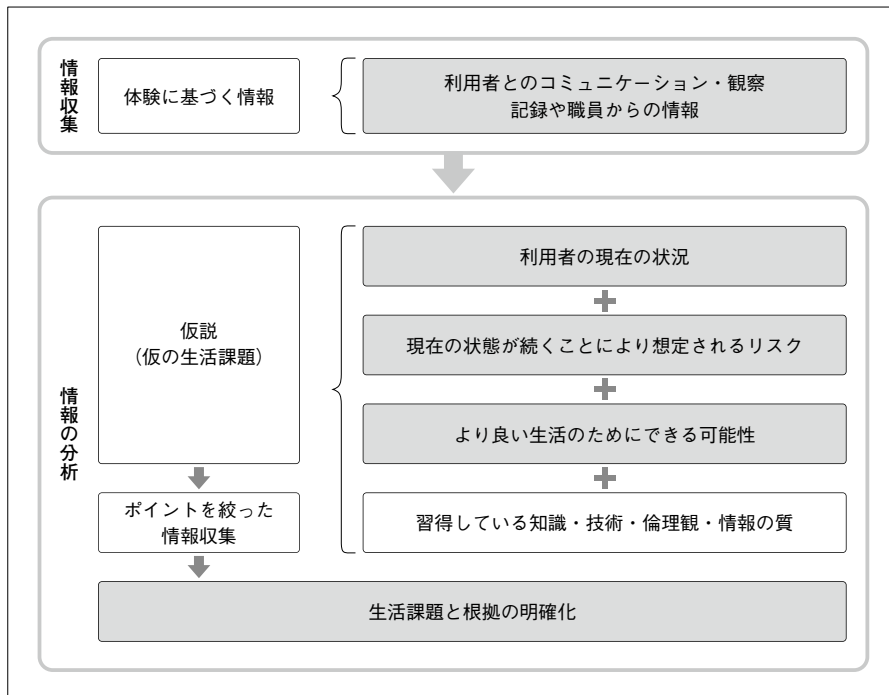 情報収集
体験に基づく情報
利用者とのコミュニケーション・観察
記録や職員からの情報
情報の分析
仮説
（仮の生活課題）
利用者の現在の状況
現在の状態が続くことにより想定されるリスク
より良い生活のためにできる可能性
習得している知識・技術・倫理観・情報の質
ポイントを絞った
情報収集
生活課題と根拠の明確化